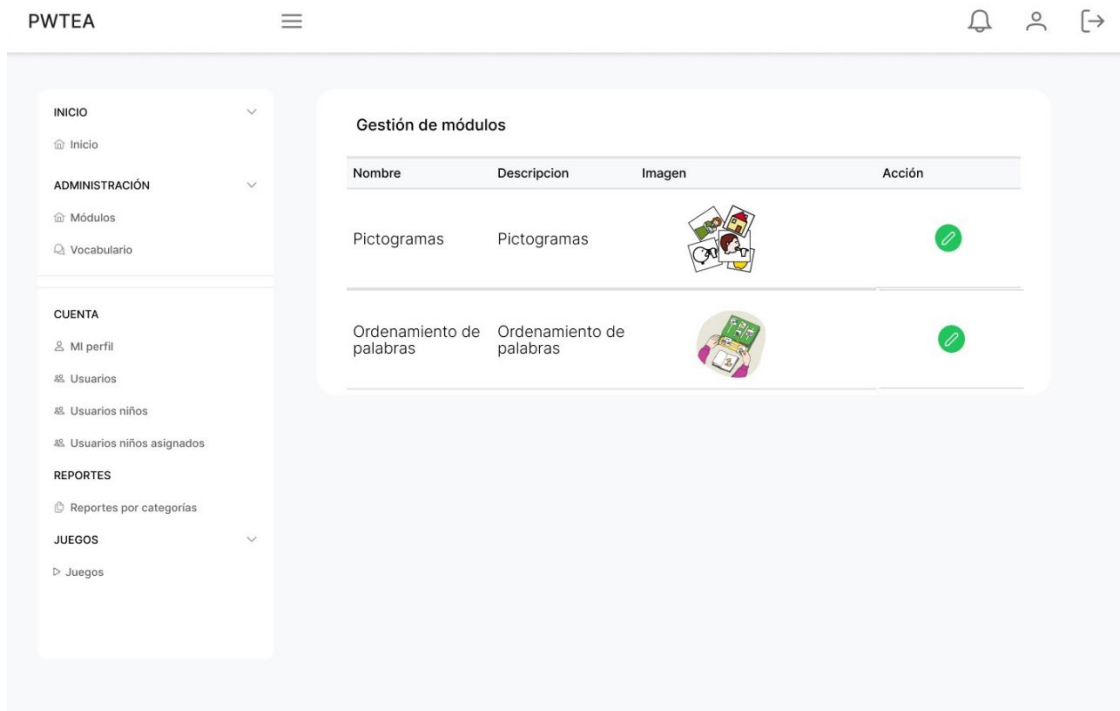 PWTEA
INICIO
Inicio
ADMINISTRACIÓN
Módulos
Vocabulario
CUENTA
MI perfil
Usuarios
Usuarios niños
Usuarios niños asignados
REPORTES
Reportes por categorías
JUEGOS
Juegos
Gestión de módulos
Nombre Descripcion Imagen Acción
Pictogramas Pictogramas
Ordenamiento de Ordenamiento de
palabras palabras